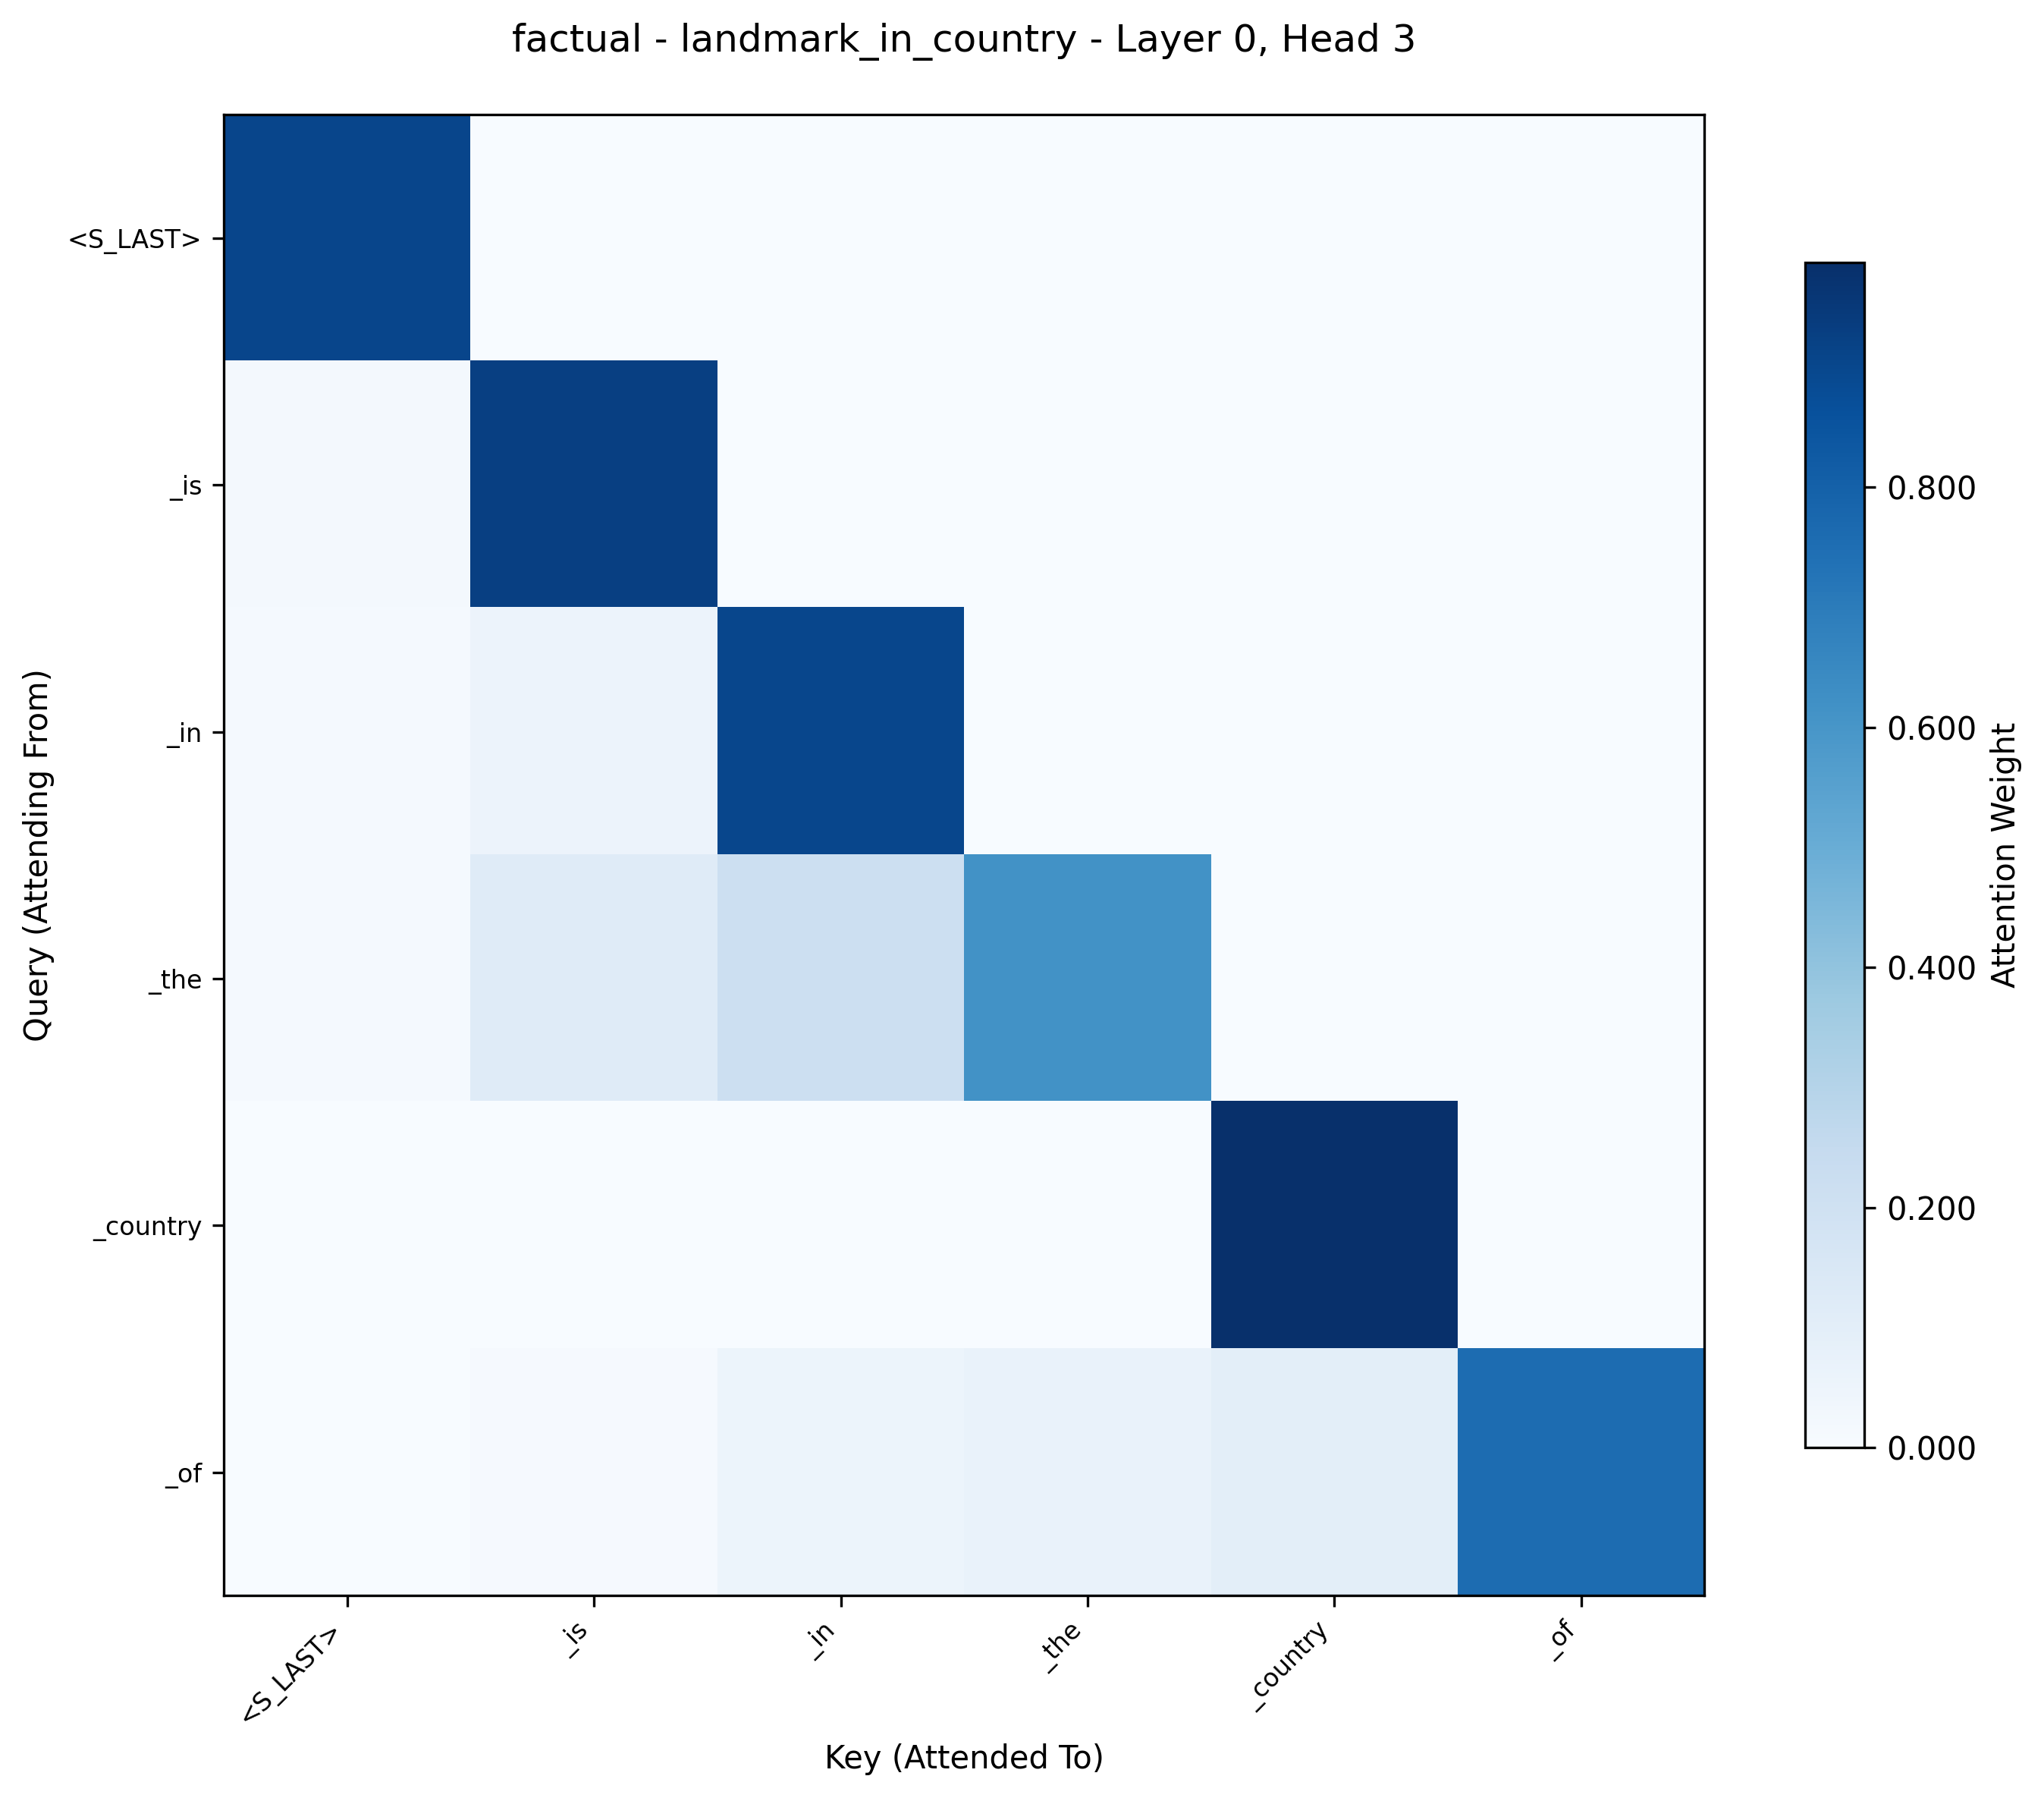 factual - landmark_in_country - Layer 0, Head 3
Query (Attending From)
<S_LAST>
_is
_in
_the
_country
_of
<S_LAST>
_is
_in
_the
_country
_of
Key (Attended To)
0.800
0.600
0.400
0.200
0.000
Attention Weight